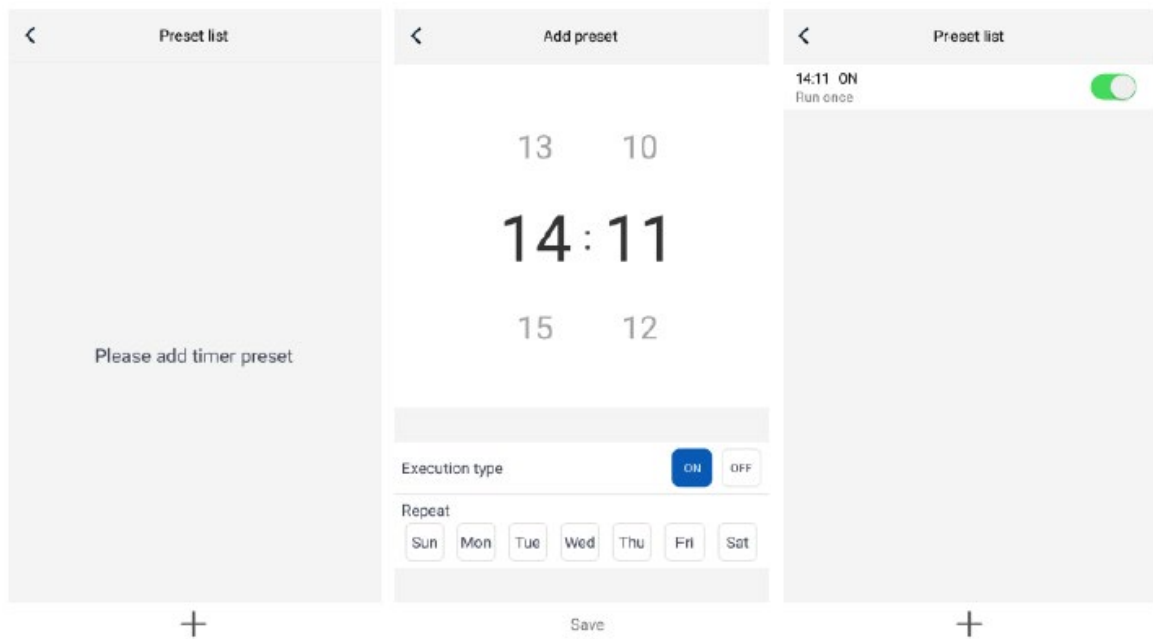 Preset list
Please add timer preset
+
Add preset
13 10
14 : 11
15 12
Execution type ON OFF
Repeat
Sun Mon Tue Wed Thu Fri Sat
Save
Preset list
14:11 ON
Run once
+